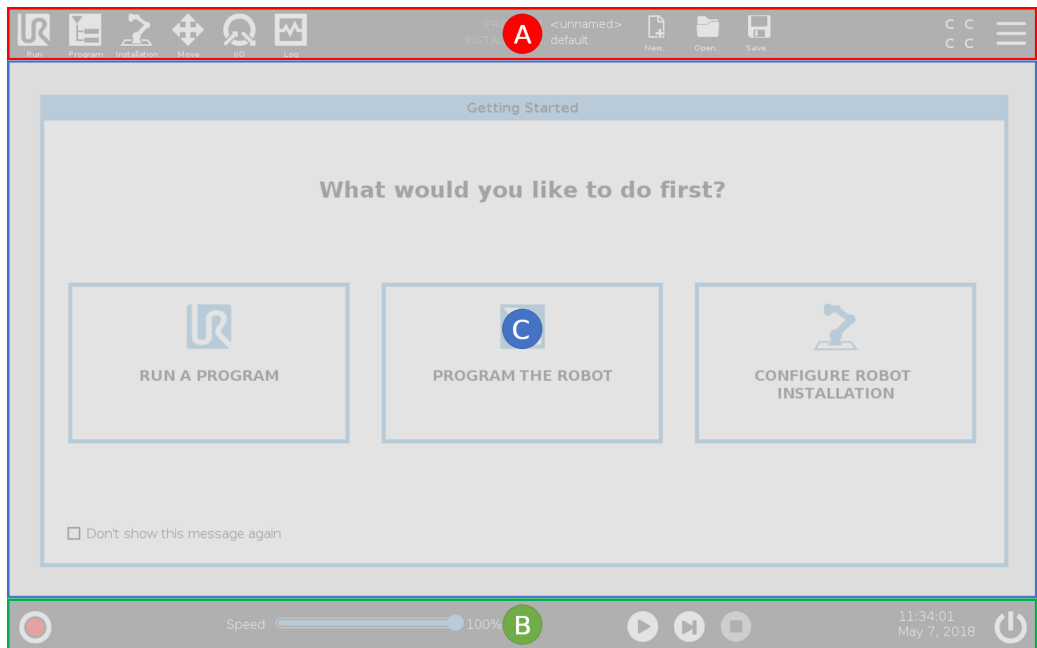 Run Program Installation Move I/O Log
A
<unnamed>
default
New... Open... Save...
C C
C C
Getting Started
What would you like to do first?
C
RUN A PROGRAM
PROGRAM THE ROBOT
CONFIGURE ROBOT
INSTALLATION
Don't show this message again
Speed 100%
B
11:34:01
May 7, 2018